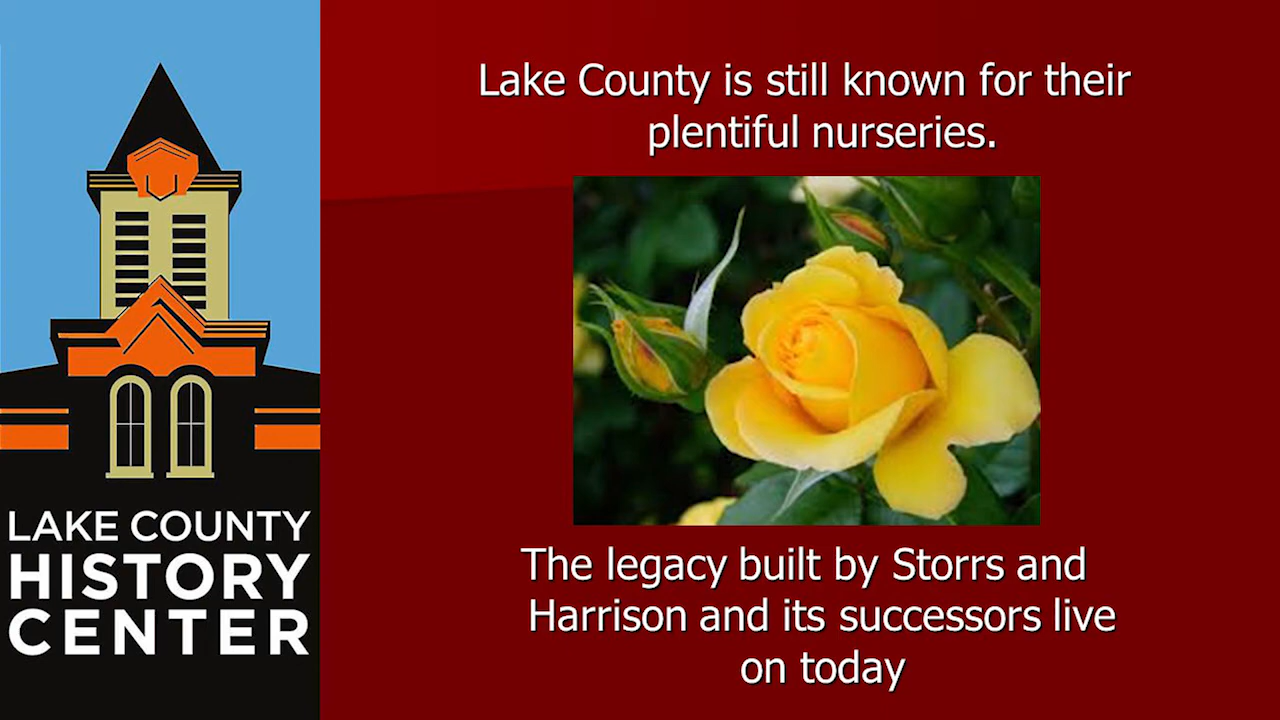 LAKE COUNTY
HISTORY
CENTER
Lake County is still known for their
plentiful nurseries.
The legacy built by Storrs and
Harrison and its successors live
on today